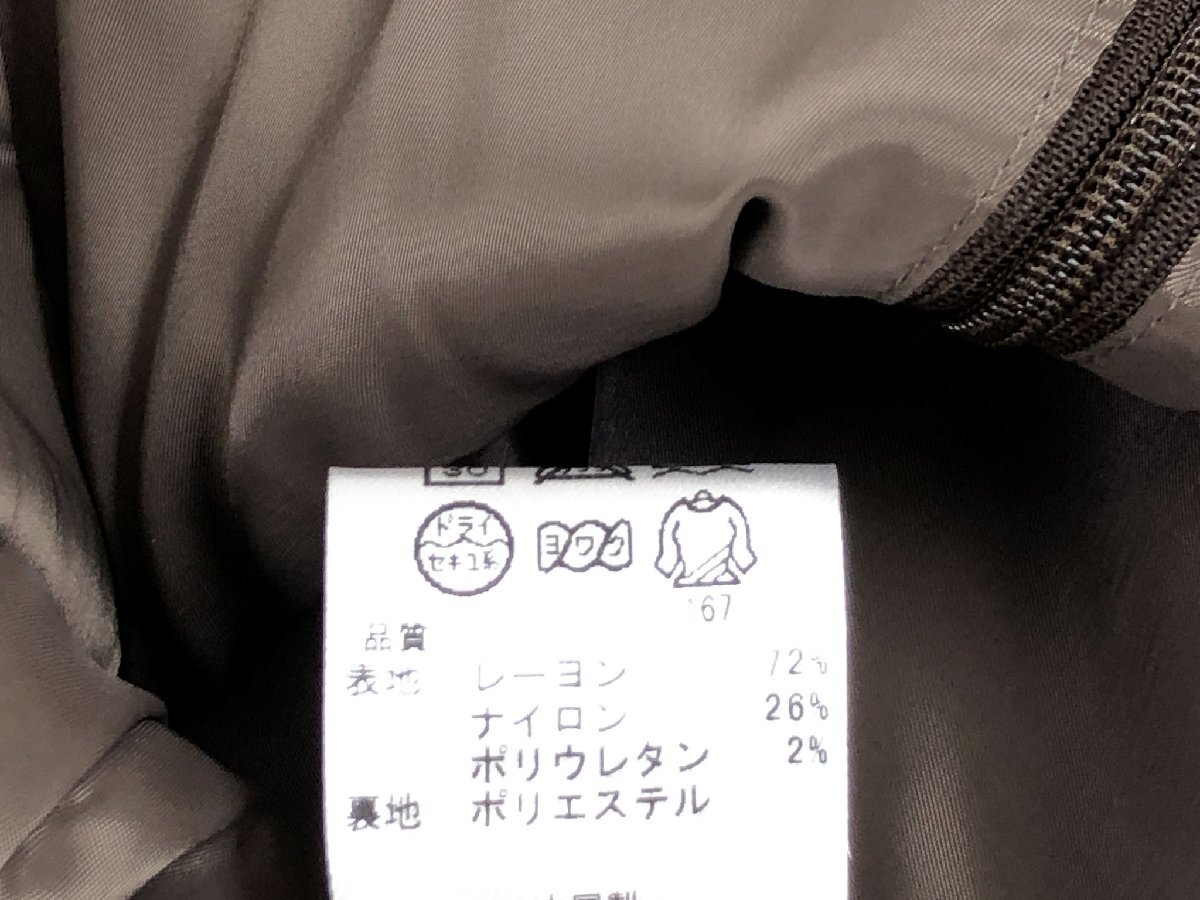 ドライ
セキユ系
ヨワク
167
品質
表地 レーヨン 72%
ナイロン 26%
ポリウレタン 2%
裏地 ポリエステル